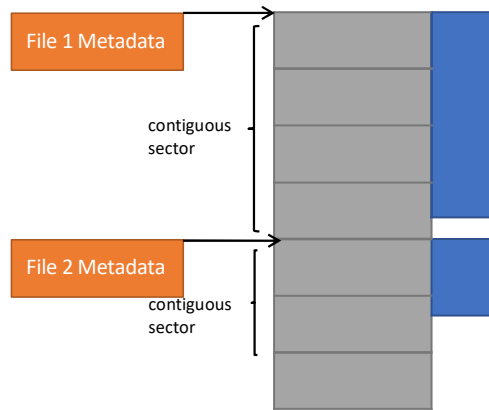 File 1 Metadata
contiguous
sector
File 2 Metadata
contiguous
sector